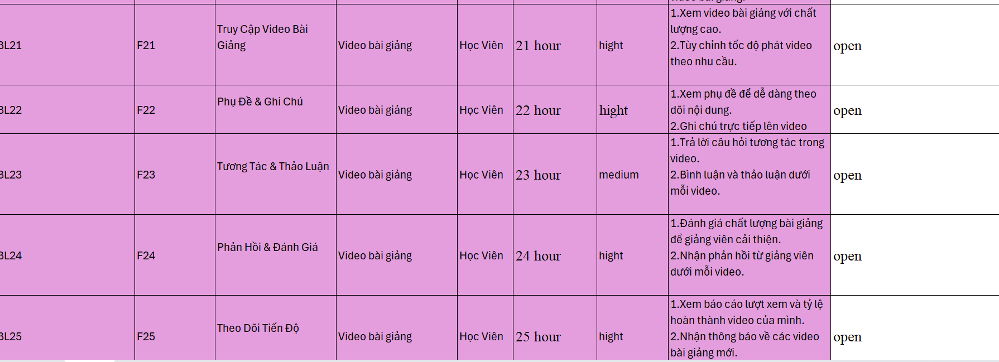 1.Xem video bài giảng với chất
lượng cao.
2.Tùy chỉnh tốc độ phát video
theo nhu cầu.
BL21
F21
Truy Cập Video Bài
Giảng
Video bài giảng
Học Viên
21 hour
hight
open
BL22
F22
Phụ Đề & Ghi Chú
Video bài giảng
Học Viên
22 hour
hight
1.Xem phụ đề để dễ dàng theo
dõi nội dung.
2.Ghi chú trực tiếp lên video
open
BL23
F23
Tương Tác & Thảo Luận
Video bài giảng
Học Viên
23 hour
medium
1.Trả lời câu hỏi tương tác trong
video.
2.Bình luận và thảo luận dưới
mỗi video.
open
BL24
F24
Phản Hồi & Đánh Giá
Video bài giảng
Học Viên
24 hour
hight
1.Đánh giá chất lượng bài giảng
để giảng viên cải thiện.
2.Nhận phản hồi từ giảng viên
dưới mỗi video.
open
BL25
F25
Theo Dõi Tiến Độ
Video bài giảng
Học Viên
25 hour
hight
1.Xem báo cáo lượt xem và tỷ lệ
hoàn thành video của mình.
2.Nhận thông báo về các video
bài giảng mới.
open